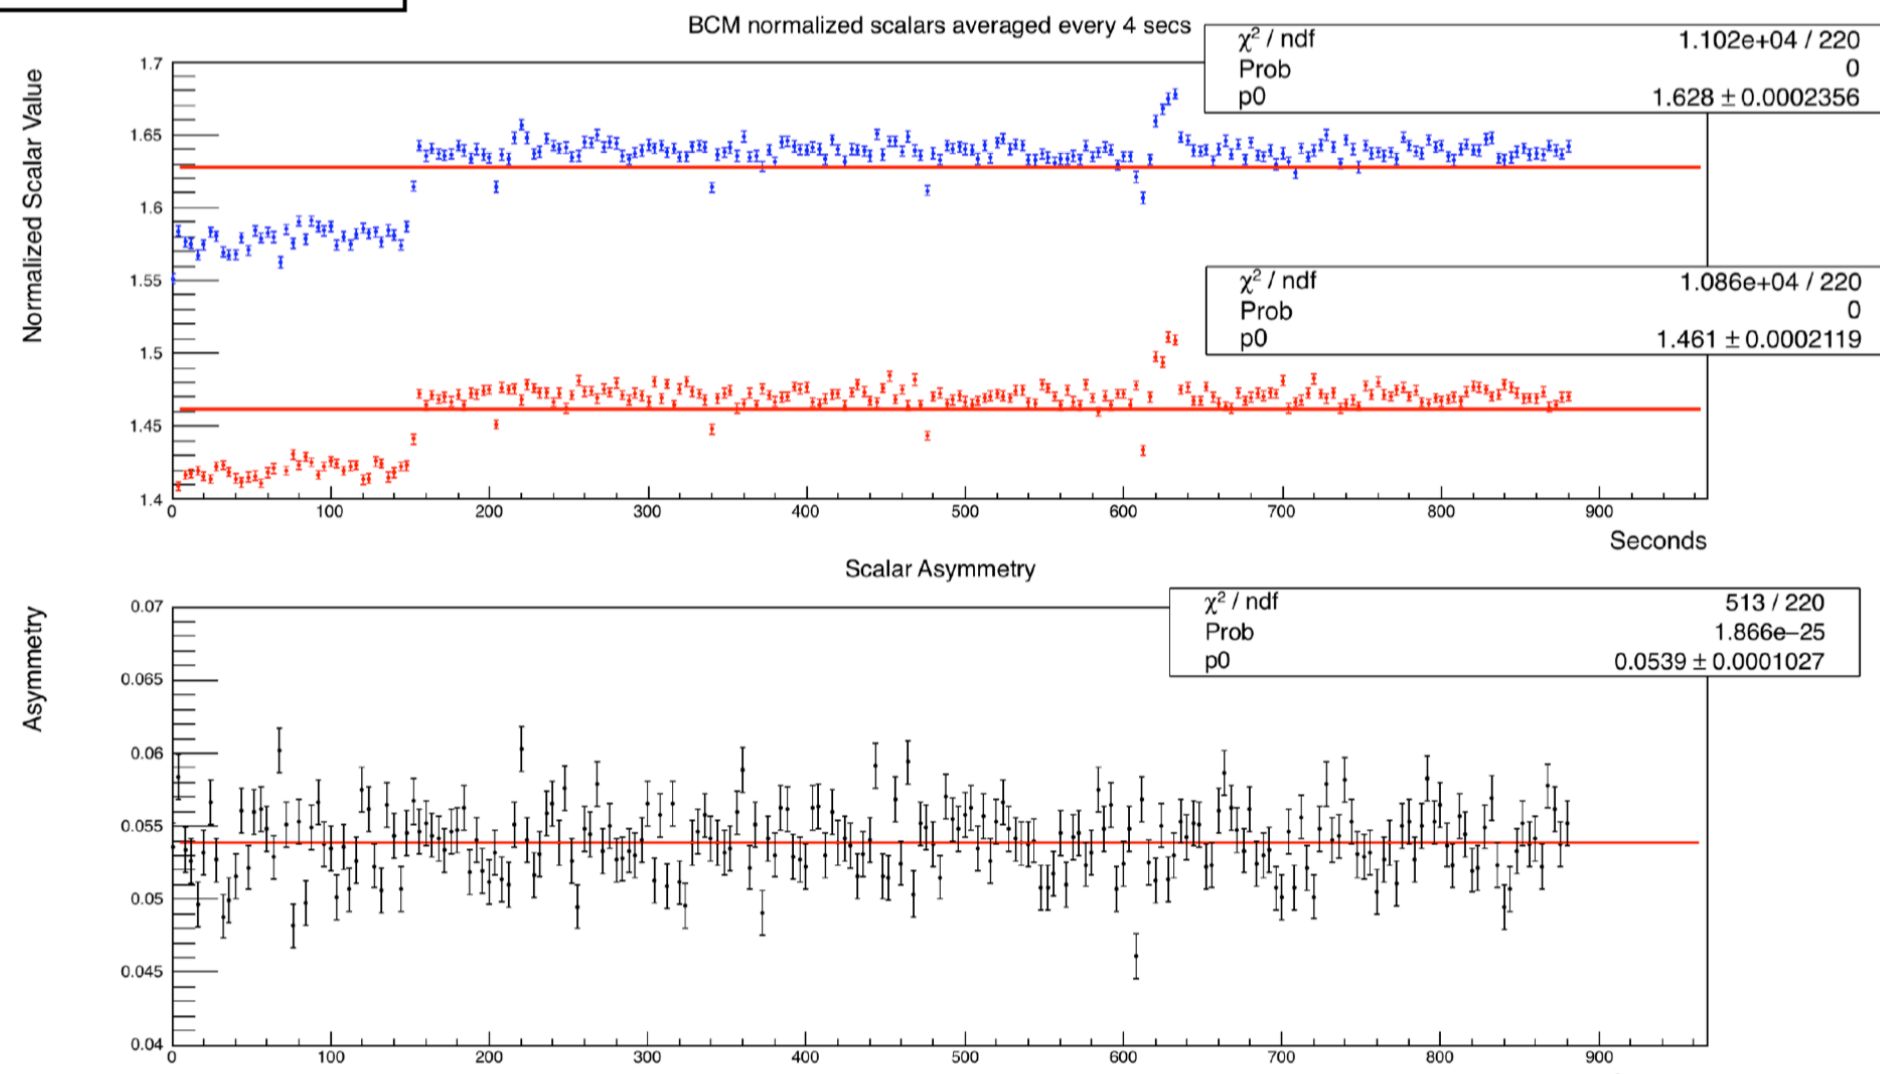 BCM normalized scalars averaged every 4 secs
χ² / ndf 1.102e+04 / 220
Prob 0
p0 1.628 ± 0.0002356
Normalized Scalar Value
1.7
1.65
1.6
1.55
1.5
1.45
1.4
χ² / ndf 1.086e+04 / 220
Prob 0
p0 1.461 ± 0.0002119
0 100 200 300 400 500 600 700 800 900
Seconds
Scalar Asymmetry
χ² / ndf 513 / 220
Prob 1.866e−25
p0 0.0539 ± 0.0001027
Asymmetry
0.07
0.065
0.06
0.055
0.05
0.045
0.04
0 100 200 300 400 500 600 700 800 900